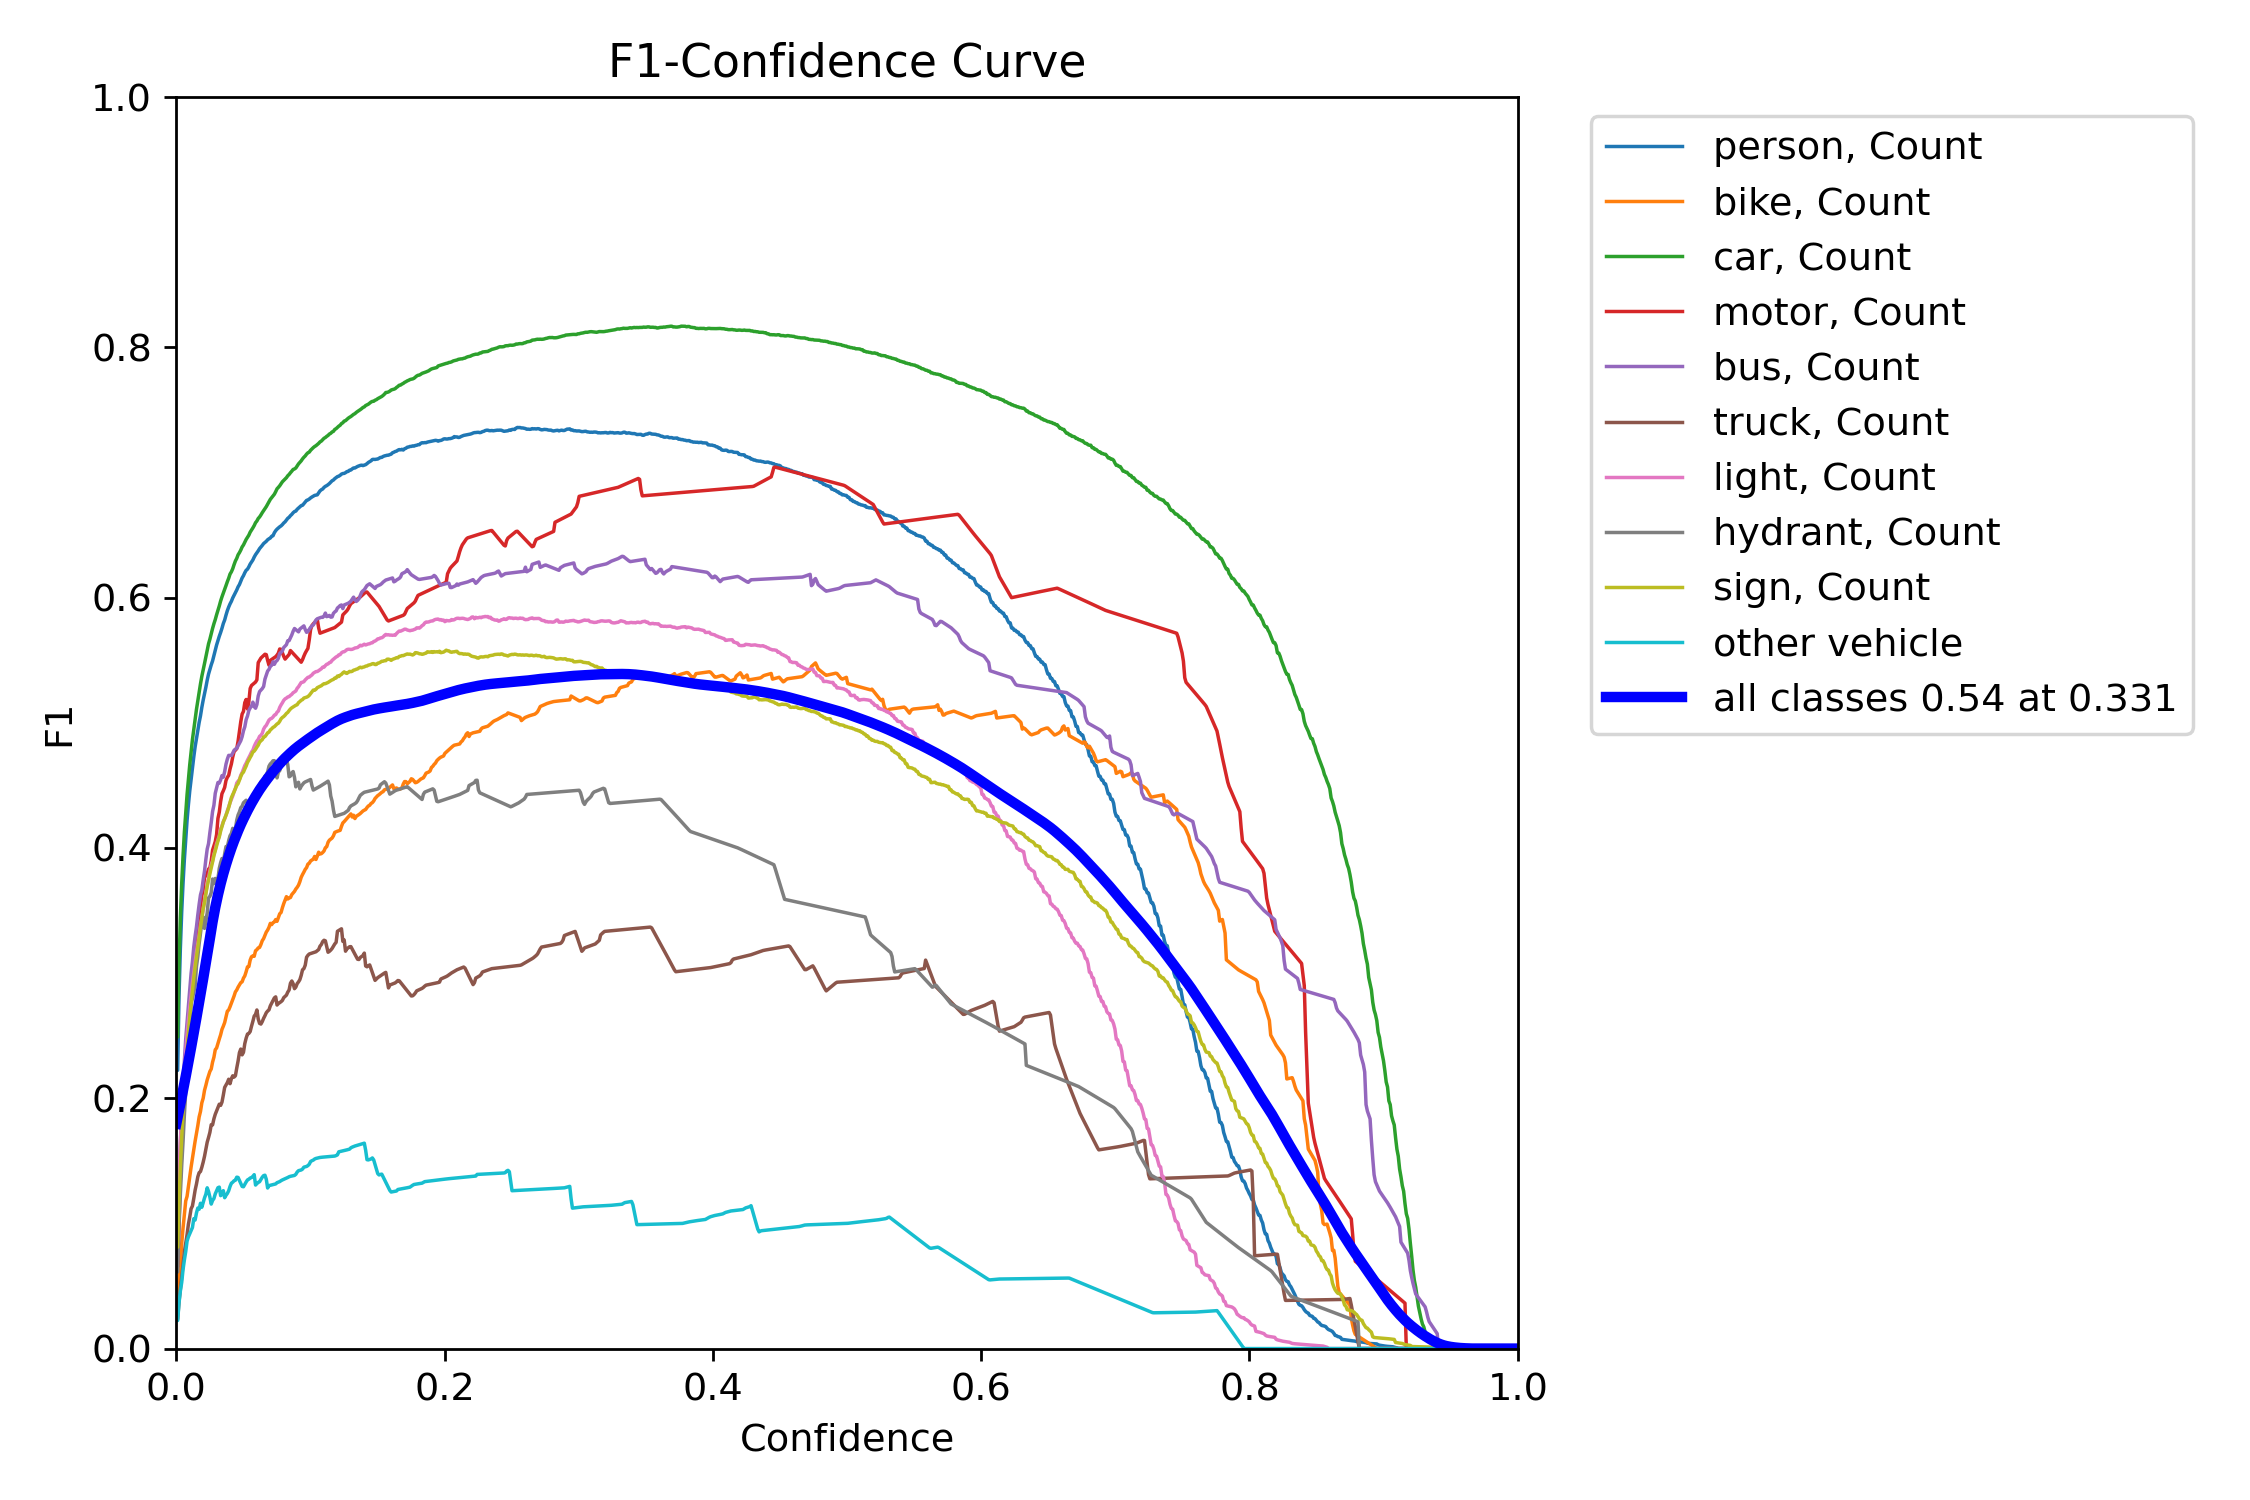 F1-Confidence Curve
1.0
0.8
0.6
0.4
0.2
0.0
F1
0.0 0.2 0.4 0.6 0.8 1.0
Confidence
person, Count
bike, Count
car, Count
motor, Count
bus, Count
truck, Count
light, Count
hydrant, Count
sign, Count
other vehicle
all classes 0.54 at 0.331